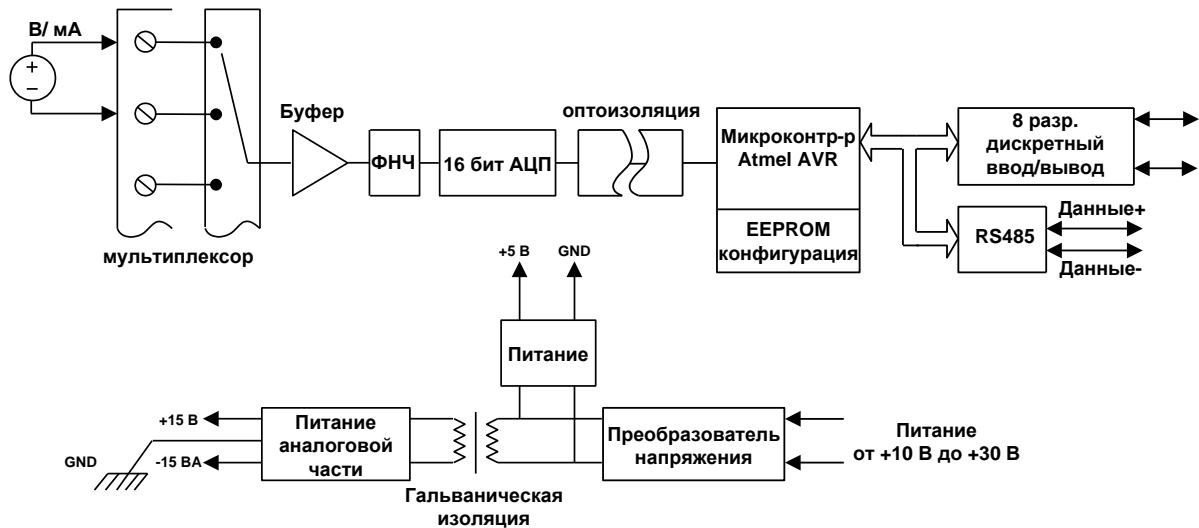 В/ мА
+
−
мультиплексор
Буфер
ФНЧ
16 бит АЦП
оптоизоляция
Микроконтр-р
Atmel AVR
EEPROM
конфигурация
8 разр.
дискретный
ввод/вывод
RS485
Данные+
Данные-
+5 В
GND
Питание
+15 В
GND
-15 ВА
Питание
аналоговой
части
Гальваническая
изоляция
Преобразователь
напряжения
Питание
от +10 В до +30 В